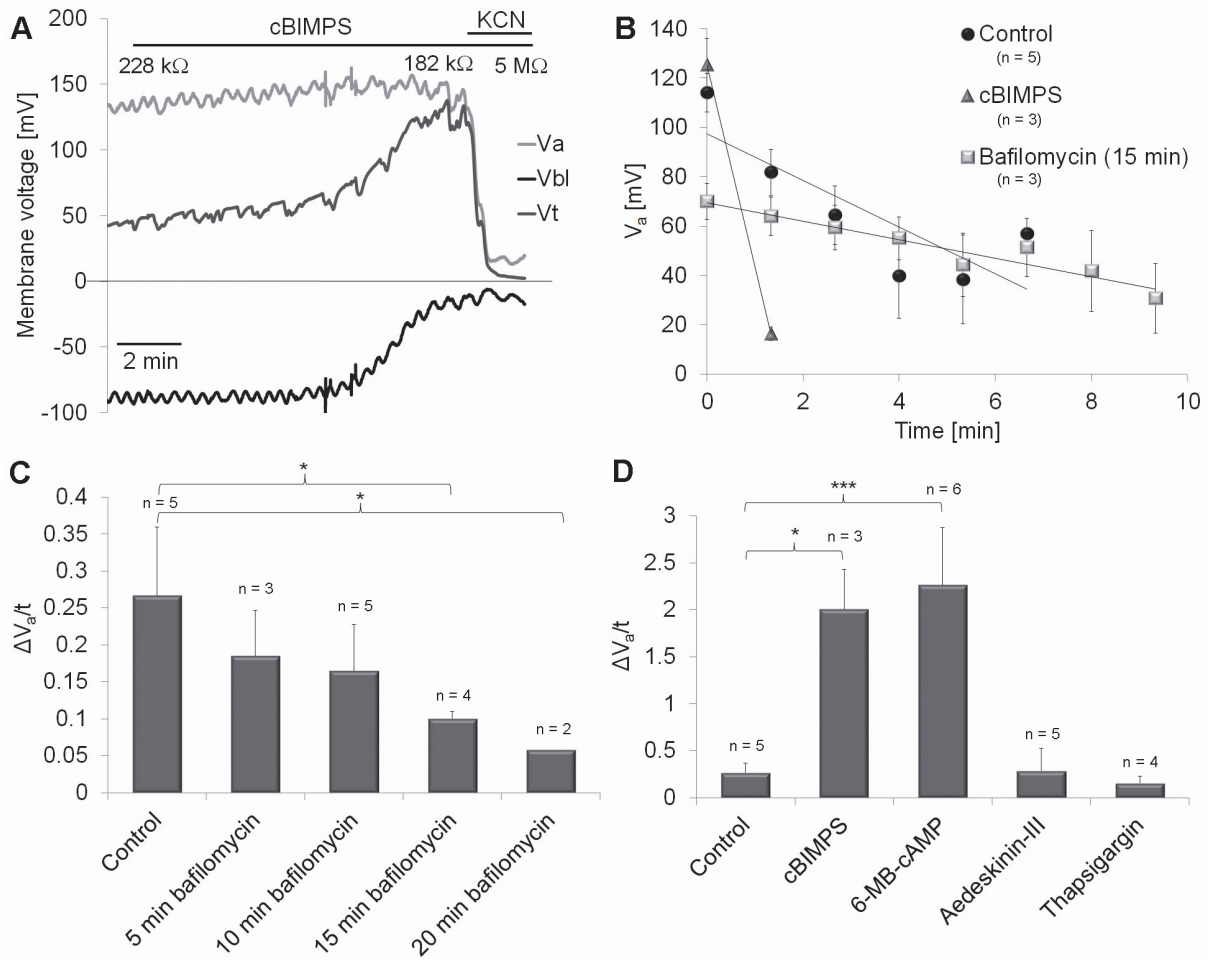 A
cBIMPS
KCN
228 kΩ
182 kΩ
5 MΩ
Membrane voltage [mV]
200
150
100
50
0
-50
-100
Va
Vbl
Vt
2 min
B
Va [mV]
140
120
100
80
60
40
20
0
0 2 4 6 8 10
Time [min]
Control
(n = 5)
cBIMPS
(n = 3)
Bafilomycin (15 min)
(n = 3)
C
ΔVa/t
0.4
0.35
0.3
0.25
0.2
0.15
0.1
0.05
0
*
*
n = 5
n = 3
n = 5
n = 4
n = 2
Control
5 min bafilomycin
10 min bafilomycin
15 min bafilomycin
20 min bafilomycin
D
ΔVa/t
3
2.5
2
1.5
1
0.5
0
***
*
n = 5
n = 3
n = 6
n = 5
n = 4
Control
cBIMPS
6-MB-cAMP
Aedeskinin-III
Thapsigargin